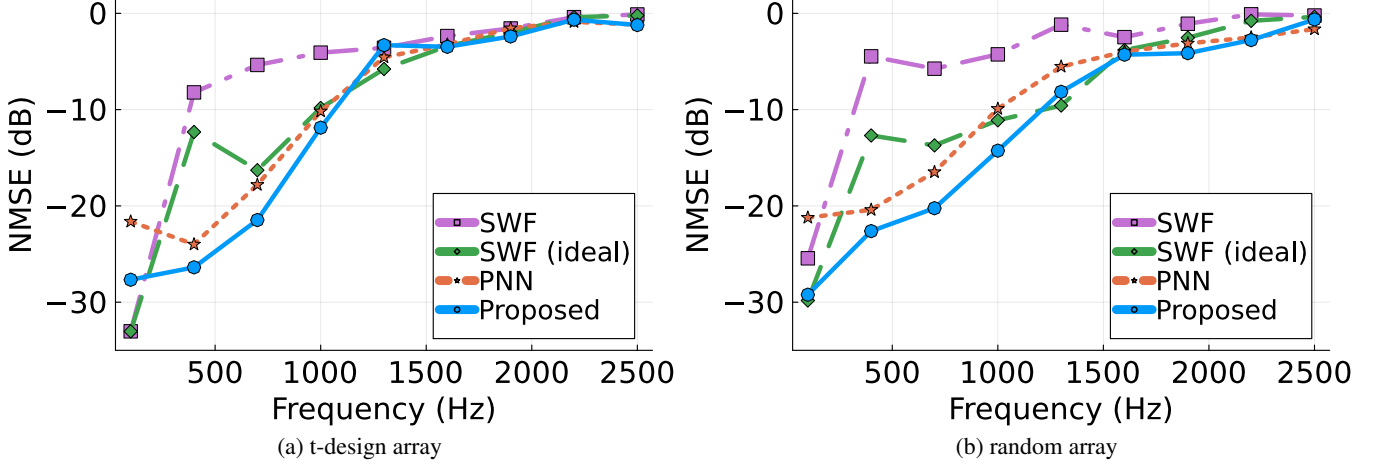 0
−10
−20
−30
NMSE (dB)
500
1000
1500
2000
2500
Frequency (Hz)
SWF
SWF (ideal)
PNN
Proposed
(a) t-design array
0
−10
−20
−30
NMSE (dB)
500
1000
1500
2000
2500
Frequency (Hz)
SWF
SWF (ideal)
PNN
Proposed
(b) random array